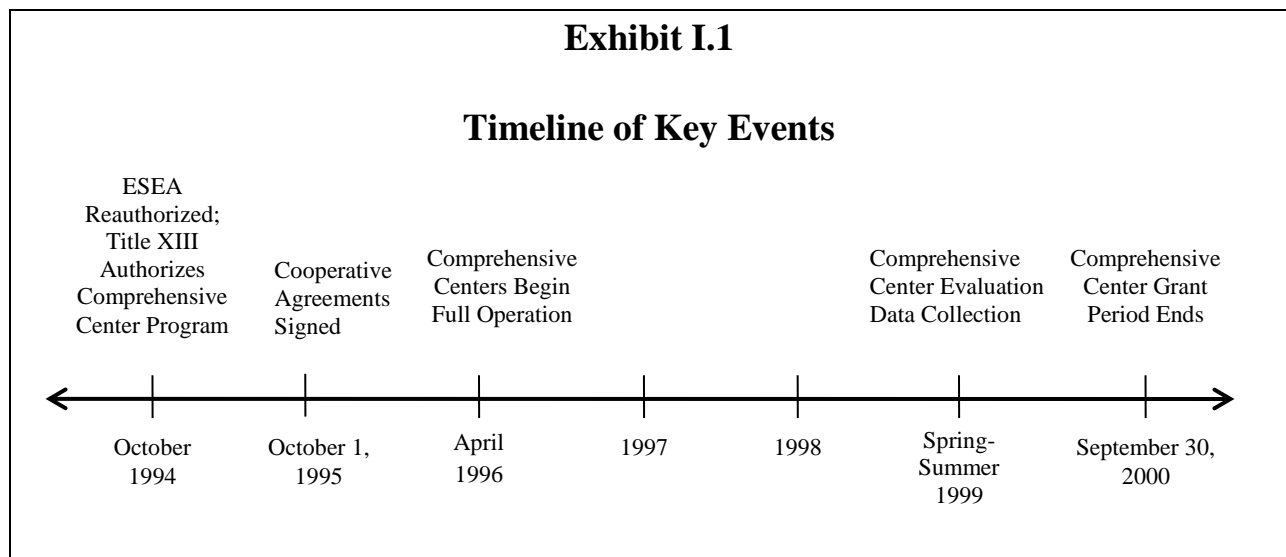 Exhibit I.1
Timeline of Key Events
ESEA
Reauthorized;
Title XIII
Authorizes
Comprehensive
Center Program
Cooperative
Agreements
Signed
Comprehensive
Centers Begin
Full Operation
Comprehensive
Center Evaluation
Data Collection
Comprehensive
Center Grant
Period Ends
October
1994
October 1,
1995
April
1996
1997
1998
Spring-
Summer
1999
September 30,
2000